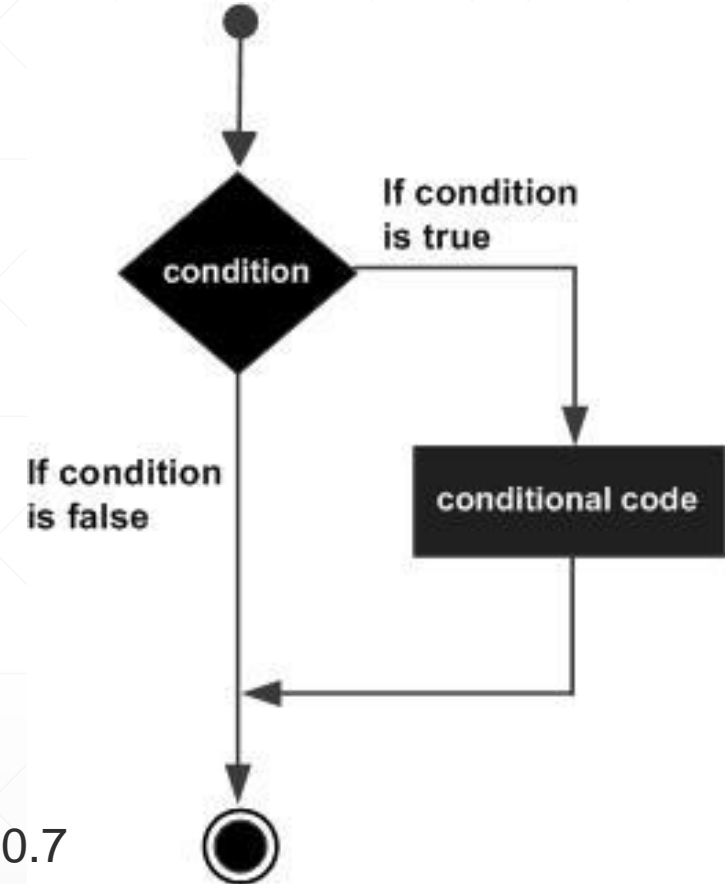 If condition
is true
condition
If condition
is false
conditional code
0.7